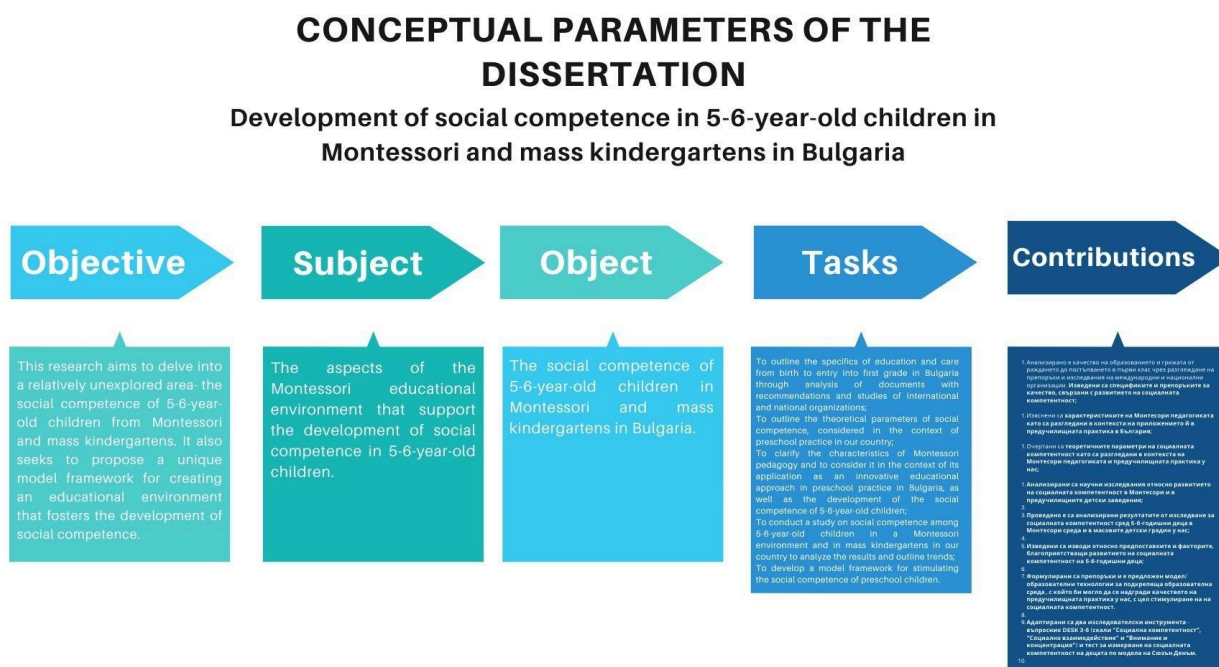 CONCEPTUAL PARAMETERS OF THE
DISSERTATION
Development of social competence in 5-6-year-old children in
Montessori and mass kindergartens in Bulgaria
Objective
This research aims to delve into
a relatively unexplored area- the
social competence of 5-6-year-
old children from Montessori
and mass kindergartens. It also
seeks to propose a unique
model framework for creating
an educational environment
that fosters the development of
social competence.
Subject
The aspects of the
Montessori educational
environment that support
the development of social
competence in 5-6-year-old
children.
Object
The social competence of
5-6-year-old children in
Montessori and mass
kindergartens in Bulgaria.
Tasks
To outline the specifics of education and care
from birth to entry into first grade in Bulgaria
through analysis of documents with
recommendations and studies of international
and national organizations;
To outline the theoretical parameters of social
competence, considered in the context of
preschool practice in our country;
To clarify the characteristics of Montessori
pedagogy and to consider it in the context of its
application as an innovative educational
approach in preschool practice in Bulgaria, as
well as the development of the social
competence of 5-6-year-old children;
To conduct a study on social competence among
5-6-year-old children in a Montessori
environment and in mass kindergartens in our
country to analyze the results and outline trends;
To develop a model framework for stimulating
the social competence of preschool children.
Contributions
1. Анализирано е качество на образованието и грижата от
раждането до постъпването в първи клас чрез разглеждане на
препоръки и изследвания на международни и национални
организации. Изведени са спецификите и препоръките за
качество, свързани с развитието на социалната
компетентност;
1. Изяснени са характеристиките на Монтесори педагогиката
като са разгледани в контекста на приложението ѝ в
предучилищната практика в България;
1. Очертани са теоретичните параметри на социалната
компетентност като са разгледани в контекста на
Монтесори педагогиката и предучилищната практика у
нас;
1. Анализирани са научни изследвания относно развитието
на социалната компетентност в Монтесори и в
предучилищните детски заведения;
2.
3. Проведено е са анализирани резултатите от изследване за
социалната компетентност сред 5-6-годишни деца в
Монтесори среда и в масовите детски градин у нас;
4.
5. Изведени са изводи относно предпоставките и факторите,
благоприятстващи развитието на социалната
компетентност на 5-6-годишни деца;
6.
7. Формулирани са препоръки и е предложен модел/
образователни технологии за подкрепяща образователна
среда , с който би могло да се надгради качеството на
предучилищната практика у нас, с цел стимулиране на на
социалната компетентност.
8.
9. Адаптирани са два изследователски инструмента -
въпросник DESK 3-6 (скали "Социална компетентност",
"Социално взаимодействие" и "Внимание и
концентрация") и тест за измерване на социалната
компетентност на децата по модела на Сюзън Денъм.
10.